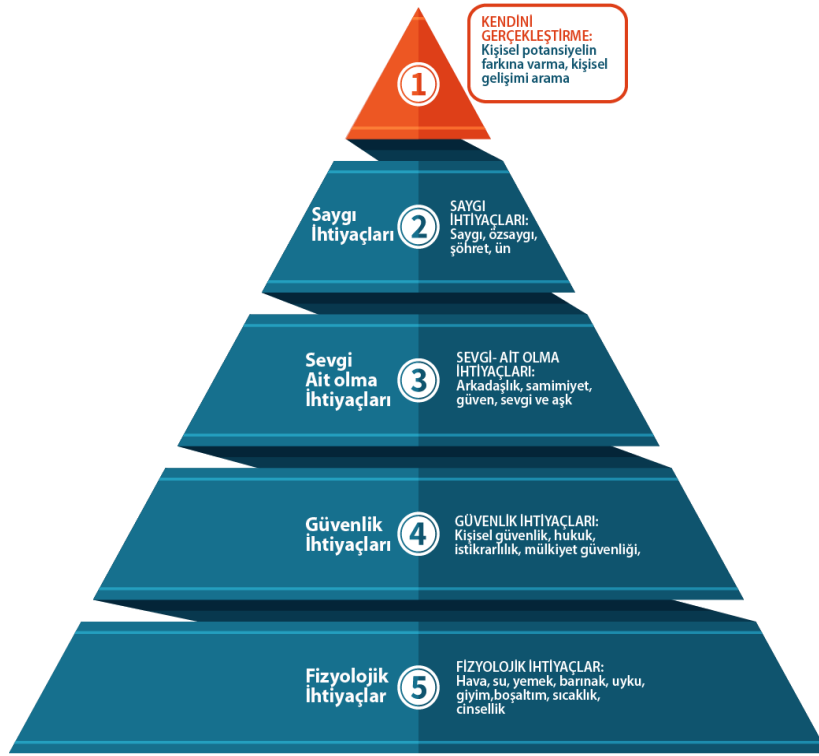 KENDİNİ
GERÇEKLEŞTİRME:
Kişisel potansiyelin
farkına varma, kişisel
gelişimi arama
1
Saygı
İhtiyaçları
2
SAYGI
İHTİYAÇLARI:
Saygı, özsaygı,
şöhret, ün
Sevgi
Ait olma
İhtiyaçları
3
SEVGİ- AİT OLMA
İHTİYAÇLARI:
Arkadaşlık, samimiyet,
güven, sevgi ve aşk
Güvenlik
İhtiyaçları
4
GÜVENLİK İHTİYAÇLARI:
Kişisel güvenlik, hukuk,
istikrarlılık, mülkiyet güvenliği,
Fizyolojik
İhtiyaçlar
5
FİZYOLOJİK İHTİYAÇLAR:
Hava, su, yemek, barınak, uyku,
giyim,boşaltım, sıcaklık,
cinsellik